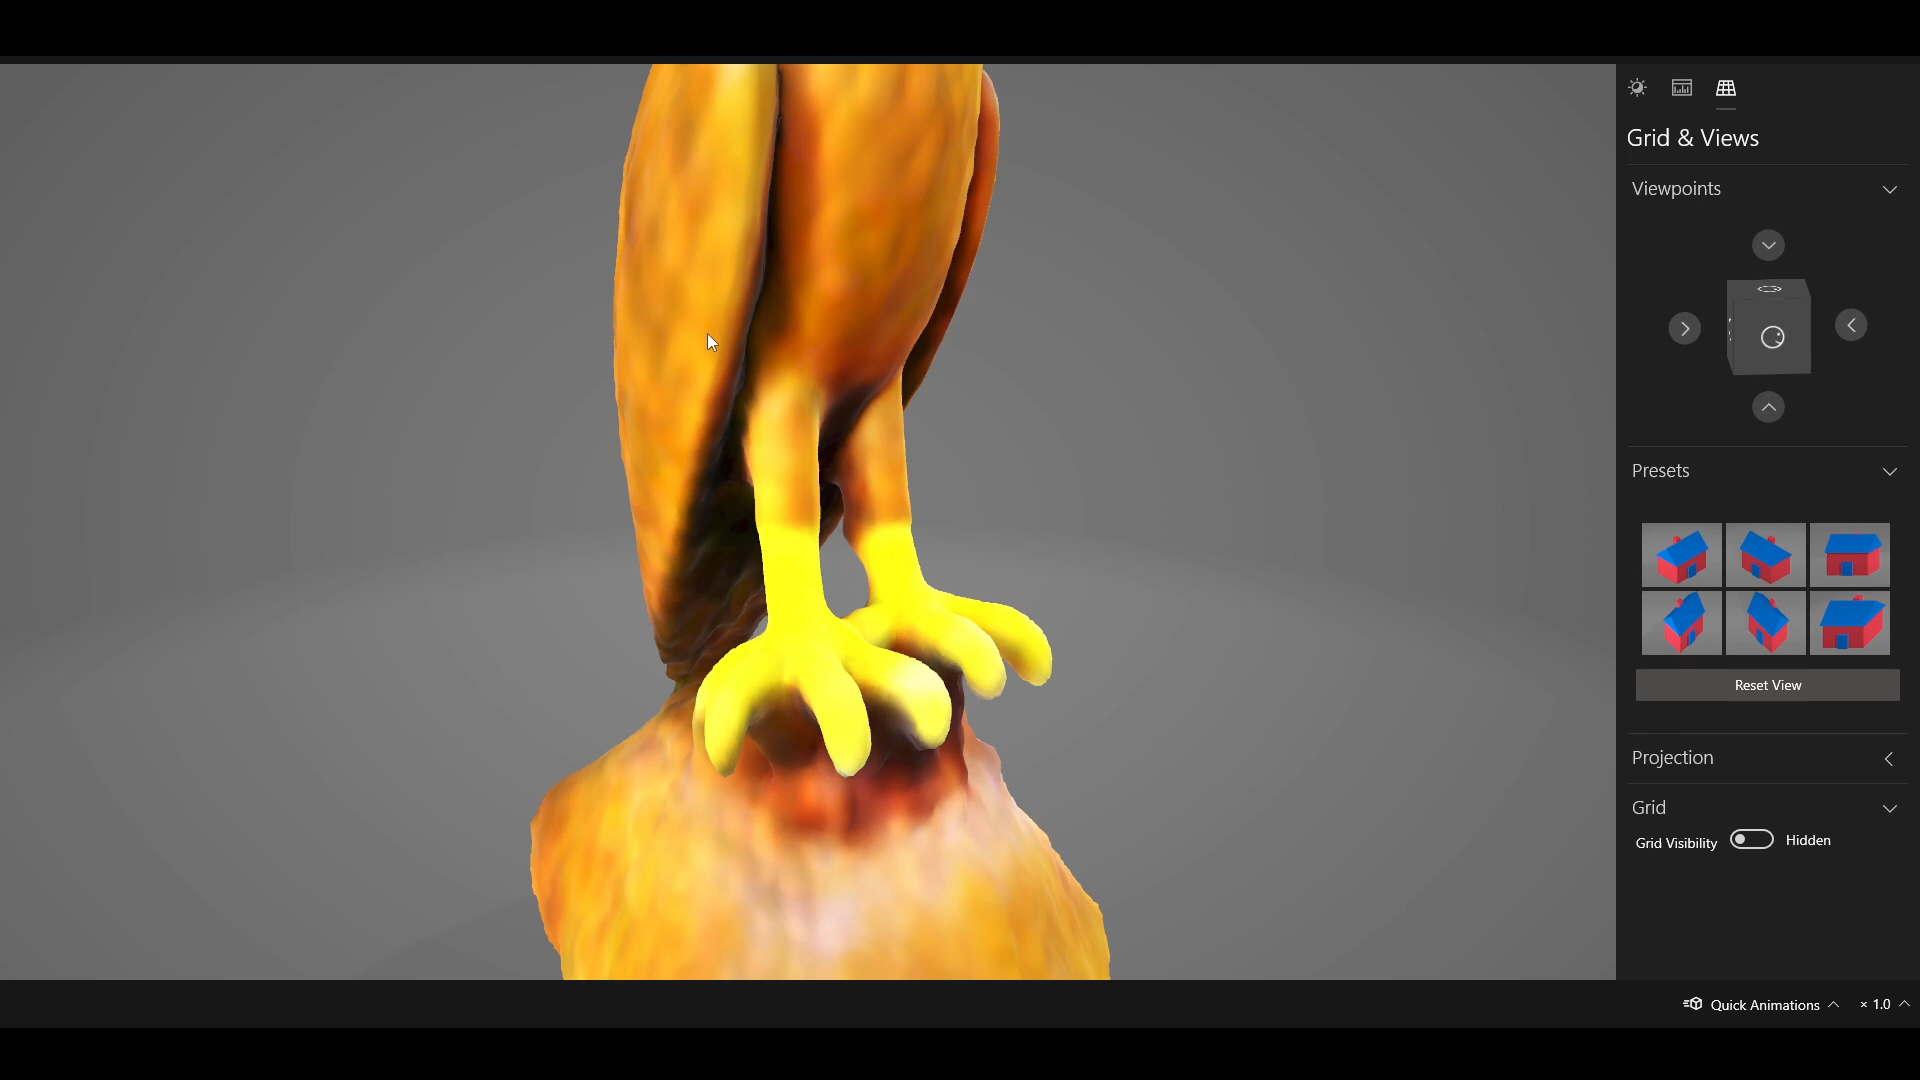 Grid & Views
Viewpoints
Presets
Reset View
Projection
Grid
Grid Visibility Hidden
Quick Animations × 1.0